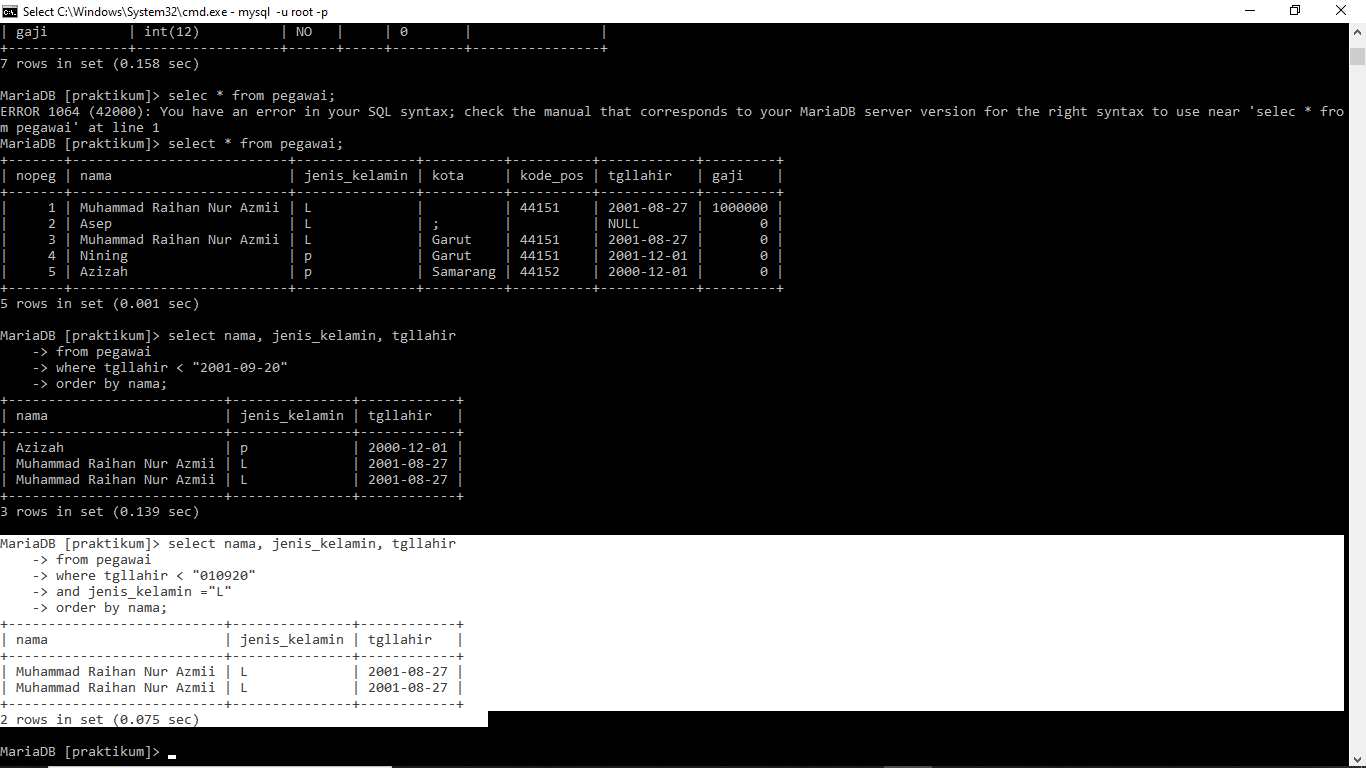 Select C:\Windows\System32\cmd.exe - mysql -u root -p
| gaji          | int(12)          | NO   |     | 0       |                |
+---------------+------------------+------+-----+---------+----------------+
7 rows in set (0.158 sec)
MariaDB [praktikum]> selec * from pegawai;
ERROR 1064 (42000): You have an error in your SQL syntax; check the manual that corresponds to your MariaDB server version for the right syntax to use near 'selec * fro
m pegawai' at line 1
MariaDB [praktikum]> select * from pegawai;
+-------+--------------------------+---------------+----------+----------+------------+---------+
| nopeg | nama                     | jenis_kelamin | kota     | kode_pos | tgllahir   | gaji    |
+-------+--------------------------+---------------+----------+----------+------------+---------+
|     1 | Muhammad Raihan Nur Azmii | L             |          | 44151    | 2001-08-27 | 1000000 |
|     2 | Asep                     | L             | ;        |          | NULL       |       0 |
|     3 | Muhammad Raihan Nur Azmii | L             | Garut    | 44151    | 2001-08-27 |       0 |
|     4 | Nining                   | p             | Garut    | 44151    | 2001-12-01 |       0 |
|     5 | Azizah                   | p             | Samarang | 44152    | 2000-12-01 |       0 |
+-------+--------------------------+---------------+----------+----------+------------+---------+
5 rows in set (0.001 sec)
MariaDB [praktikum]> select nama, jenis_kelamin, tgllahir
    -> from pegawai
    -> where tgllahir < "2001-09-20"
    -> order by nama;
+---------------------------+---------------+------------+
| nama                      | jenis_kelamin | tgllahir   |
+---------------------------+---------------+------------+
| Azizah                    | p             | 2000-12-01 |
| Muhammad Raihan Nur Azmii | L             | 2001-08-27 |
| Muhammad Raihan Nur Azmii | L             | 2001-08-27 |
+---------------------------+---------------+------------+
3 rows in set (0.139 sec)
MariaDB [praktikum]> select nama, jenis_kelamin, tgllahir
    -> from pegawai
    -> where tgllahir < "010920"
    -> and jenis_kelamin ="L"
    -> order by nama;
+---------------------------+---------------+------------+
| nama                      | jenis_kelamin | tgllahir   |
+---------------------------+---------------+------------+
| Muhammad Raihan Nur Azmii | L             | 2001-08-27 |
| Muhammad Raihan Nur Azmii | L             | 2001-08-27 |
+---------------------------+---------------+------------+
2 rows in set (0.075 sec)
MariaDB [praktikum]>